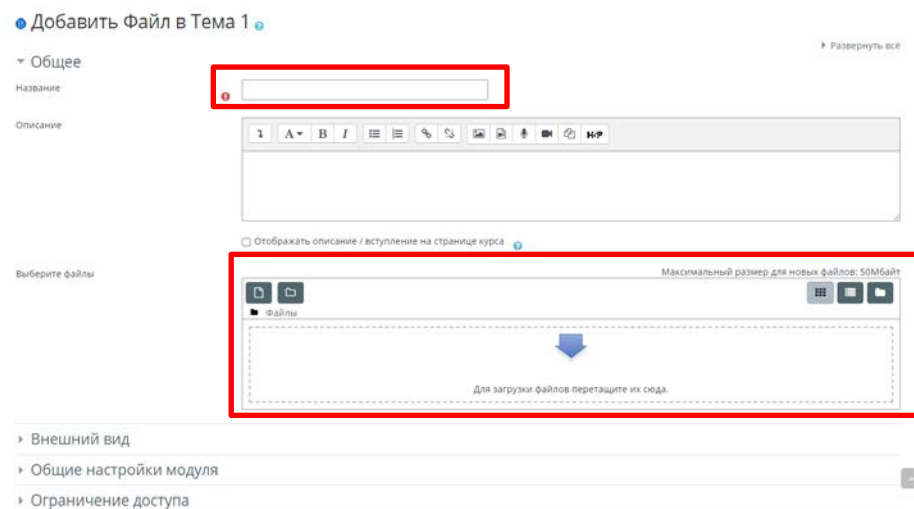 Добавить Файл в Тема 1
Развернуть все
Общее
Название
Описание
A B I H-P
Отображать описание / вступление на странице курса
Выберите файлы
Максимальный размер для новых файлов: 50Мбайт
Файлы
Для загрузки файлов перетащите их сюда.
Внешний вид
Общие настройки модуля
Ограничение доступа